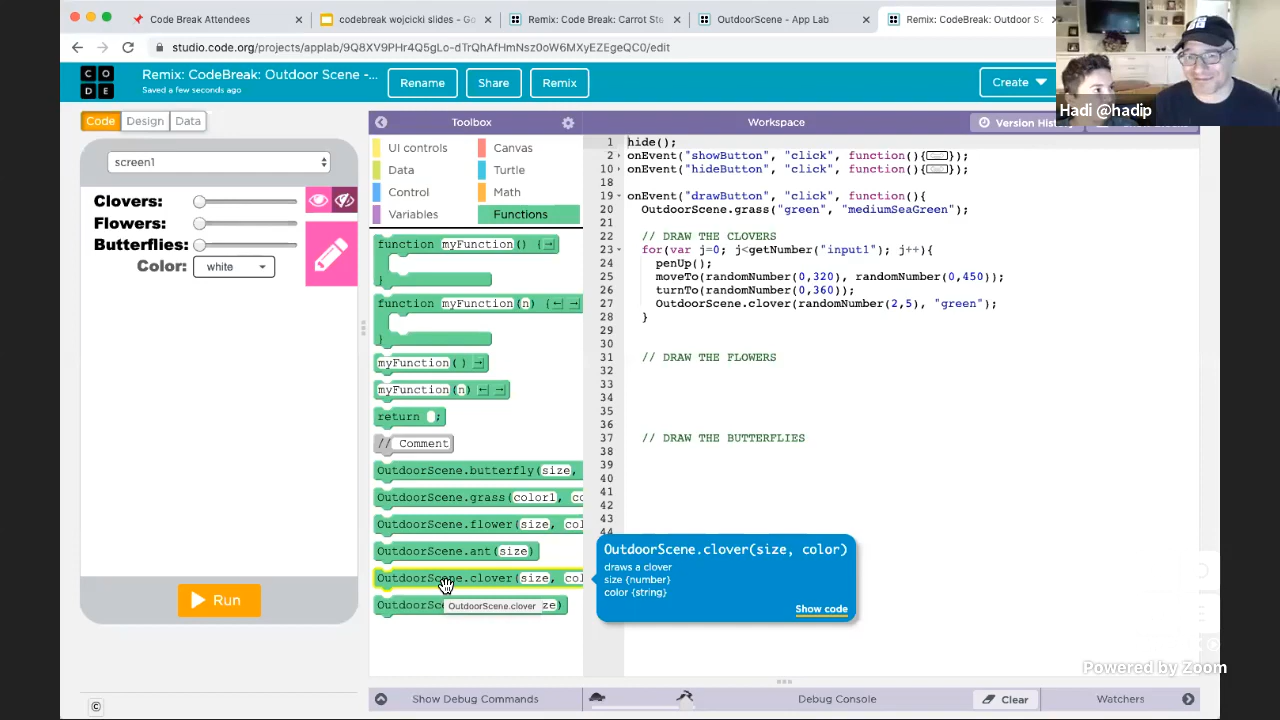 Code Break Attendees
codebreak wojcicki slides - Go
Remix: Code Break: Carrot Ste
OutdoorScene - App Lab
Remix: CodeBreak: Outdoor Sc
studio.code.org/projects/applab/9Q8XV9PHr4Q5gLo-dTrQhAfHmNsz0oW6MXyEZEgeQC0/edit
C O
D E
Remix: CodeBreak: Outdoor Scene -...
Saved a few seconds ago
Rename
Share
Remix
Create
Hadi @hadip
Code
Design
Data
Toolbox
Workspace
Version History
screen1
Clovers:
Flowers:
Butterflies:
Color:
white
Run
UI controls
Canvas
Data
Turtle
Control
Math
Variables
Functions
function myFunction() {
}
function myFunction(n)
}
myFunction()
myFunction(n)
return ;
// Comment
OutdoorScene.butterfly(size,
OutdoorScene.grass(color1, co
OutdoorScene.flower(size, col
OutdoorScene.ant(size)
OutdoorScene.clover(size, col
OutdoorSc
OutdoorScene.clover
ze)
1 hide();
2 onEvent("showButton", "click", function(){ });
10 onEvent("hideButton", "click", function(){ });
18
19 onEvent("drawButton", "click", function(){
20 OutdoorScene.grass("green", "mediumSeaGreen");
21
22 // DRAW THE CLOVERS
23 for(var j=0; j<getNumber("input1"); j++){
24 penUp();
25 moveTo(randomNumber(0,320), randomNumber(0,450));
26 turnTo(randomNumber(0,360));
27 OutdoorScene.clover(randomNumber(2,5), "green");
28 }
29
30
31 // DRAW THE FLOWERS
32
33
34
35
36
37 // DRAW THE BUTTERFLIES
38
39
40
41
42
43
44
OutdoorScene.clover(size, color)
draws a clover
size {number}
color {string}
Show code
Powered by Zoom
Show Debug Commands
Debug Console
Clear
Watchers
©